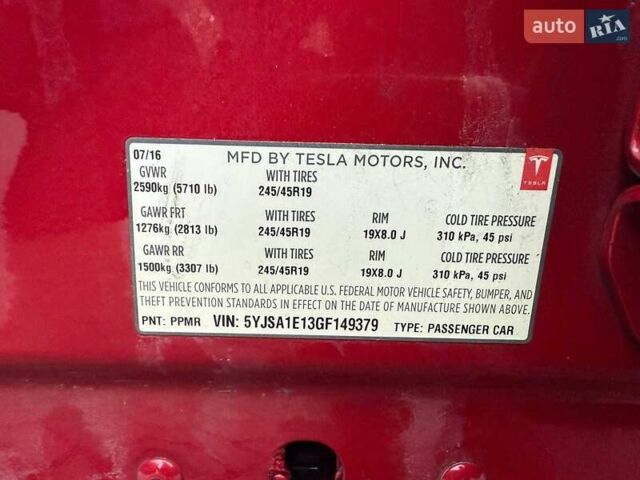 auto RIA.com
07/16 MFD BY TESLA MOTORS, INC.
TESLA
GVWR WITH TIRES
2590kg (5710 lb) 245/45R19
GAWR FRT WITH TIRES RIM COLD TIRE PRESSURE
1276kg (2813 lb) 245/45R19 19X8.0 J 310 kPa, 45 psi
GAWR RR WITH TIRES RIM COLD TIRE PRESSURE
1500kg (3307 lb) 245/45R19 19X8.0 J 310 kPa, 45 psi
THIS VEHICLE CONFORMS TO ALL APPLICABLE U.S. FEDERAL MOTOR VEHICLE SAFETY, BUMPER, AND
THEFT PREVENTION STANDARDS IN EFFECT ON THE DATE OF MANUFACTURE SHOWN ABOVE.
PNT: PPMR VIN: 5YJSA1E13GF149379 TYPE: PASSENGER CAR